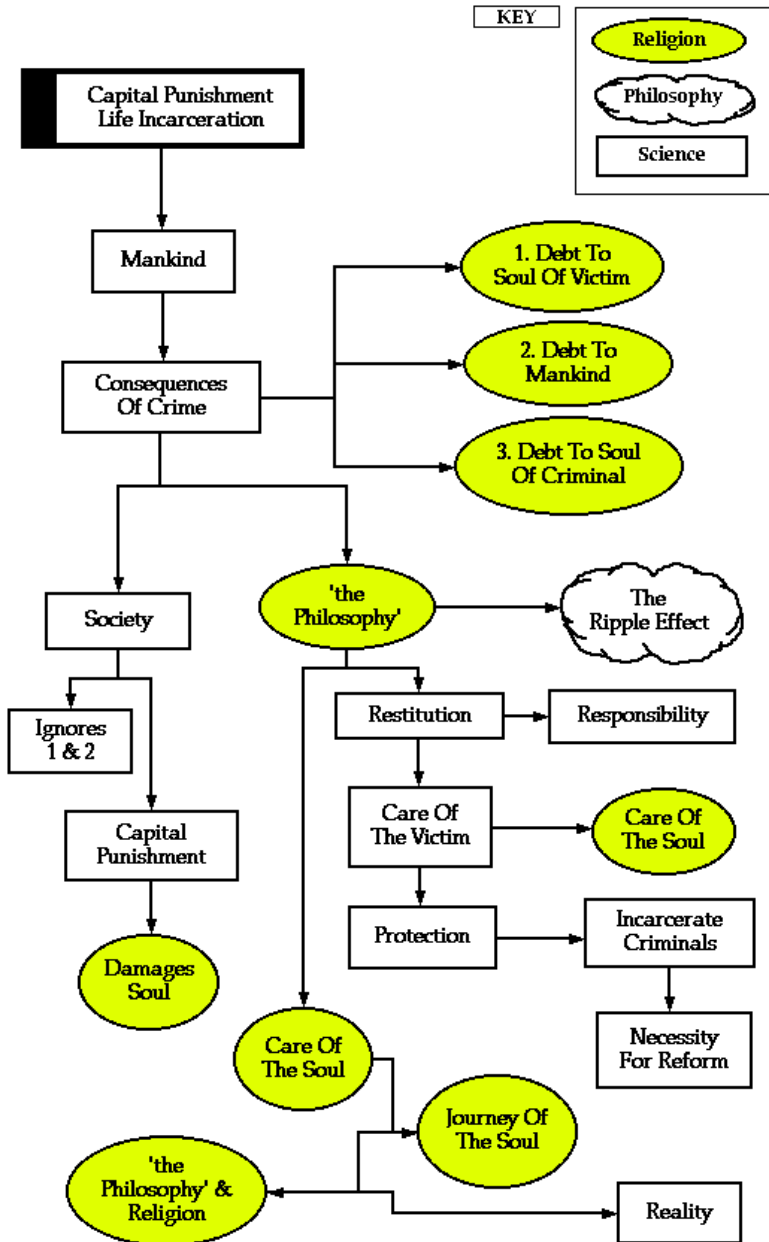 KEY
Religion
Philosophy
Science
Capital Punishment
Life Incarceration
Mankind
1. Debt To
Soul Of Victim
2. Debt To
Mankind
Consequences
Of Crime
3. Debt To Soul
Of Criminal
'the
Philosophy'
The
Ripple Effect
Society
Restitution
Responsibility
Ignores
1 & 2
Capital
Punishment
Care Of
The Victim
Care Of
The Soul
Protection
Incarcerate
Criminals
Damages
Soul
Necessity
For Reform
Care Of
The Soul
Journey Of
The Soul
'the
Philosophy' &
Religion
Reality